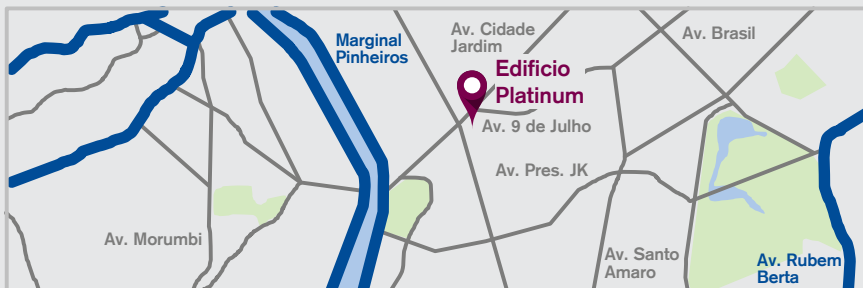 Av. Cidade
Jardim
Av. Brasil
Marginal
Pinheiros
Edificio
Platinum
Av. 9 de Julho
Av. Pres. JK
Av. Morumbi
Av. Santo
Amaro
Av. Rubem
Berta